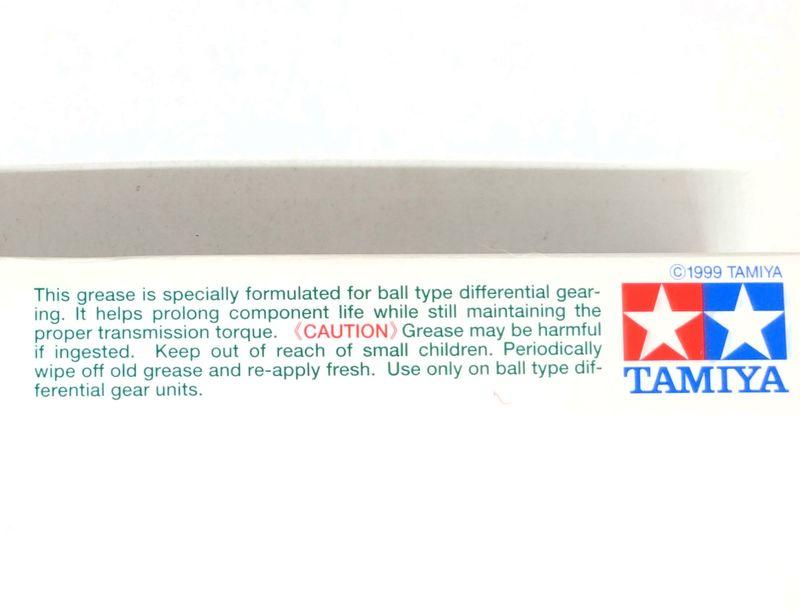 ©1999 TAMIYA
This grease is specially formulated for ball type differential gear-
ing. It helps prolong component life while still maintaining the
proper transmission torque. 《CAUTION》Grease may be harmful
if ingested. Keep out of reach of small children. Periodically
wipe off old grease and re-apply fresh. Use only on ball type dif-
ferential gear units.
TAMIYA